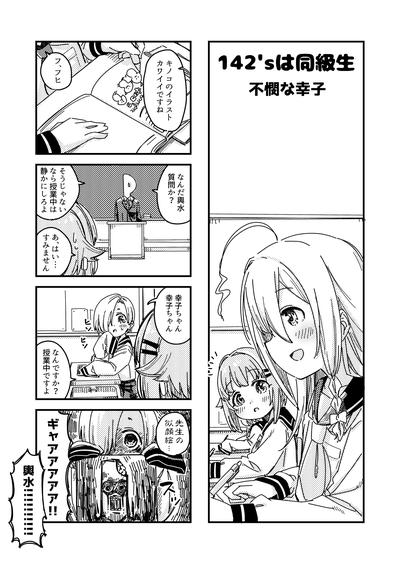 142'sは同級生
不憫な幸子
キノコのイラスト
カワイイですね
フ、フヒ
なんだ輿水
質問か？
そうじゃない
なら授業中は
静かにしろよ
あ、はい…
すみません
幸子ちゃん
幸子ちゃん
なんですか？
授業中ですよ
先生の
似顔絵…
スッ
ギャアアアアア!!
輿水!!!!!!!!!!